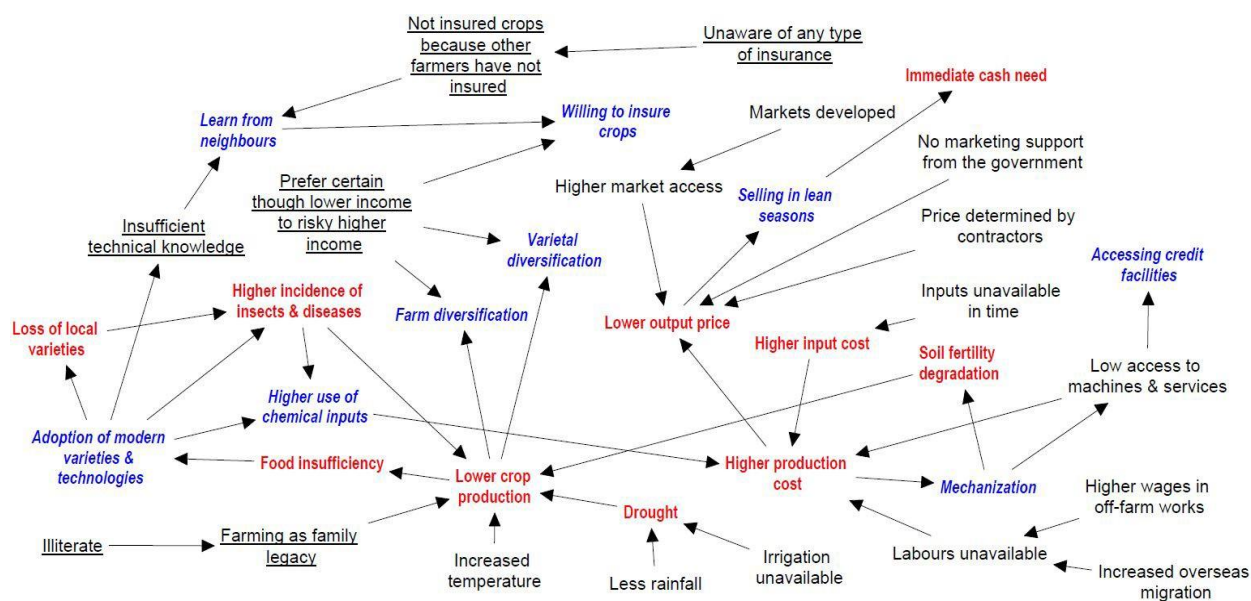 Not insured crops
because other
farmers have not
insured
Unaware of any type
of insurance
Immediate cash need
Learn from
neighbours
Willing to insure
crops
Markets developed
No marketing support
from the government
Prefer certain
though lower income
to risky higher
income
Higher market access
Selling in lean
seasons
Insufficient
technical knowledge
Varietal
diversification
Price determined by
contractors
Accessing credit
facilities
Higher incidence of
insects & diseases
Farm diversification
Lower output price
Inputs unavailable
in time
Loss of local
varieties
Higher input cost
Soil fertility
degradation
Low access to
machines & services
Higher use of
chemical inputs
Adoption of modern
varieties &
technologies
Food insufficiency
Lower crop
production
Higher production
cost
Mechanization
Higher wages in
off-farm works
Drought
Illiterate
Farming as family
legacy
Increased
temperature
Less rainfall
Irrigation
unavailable
Labours unavailable
Increased overseas
migration